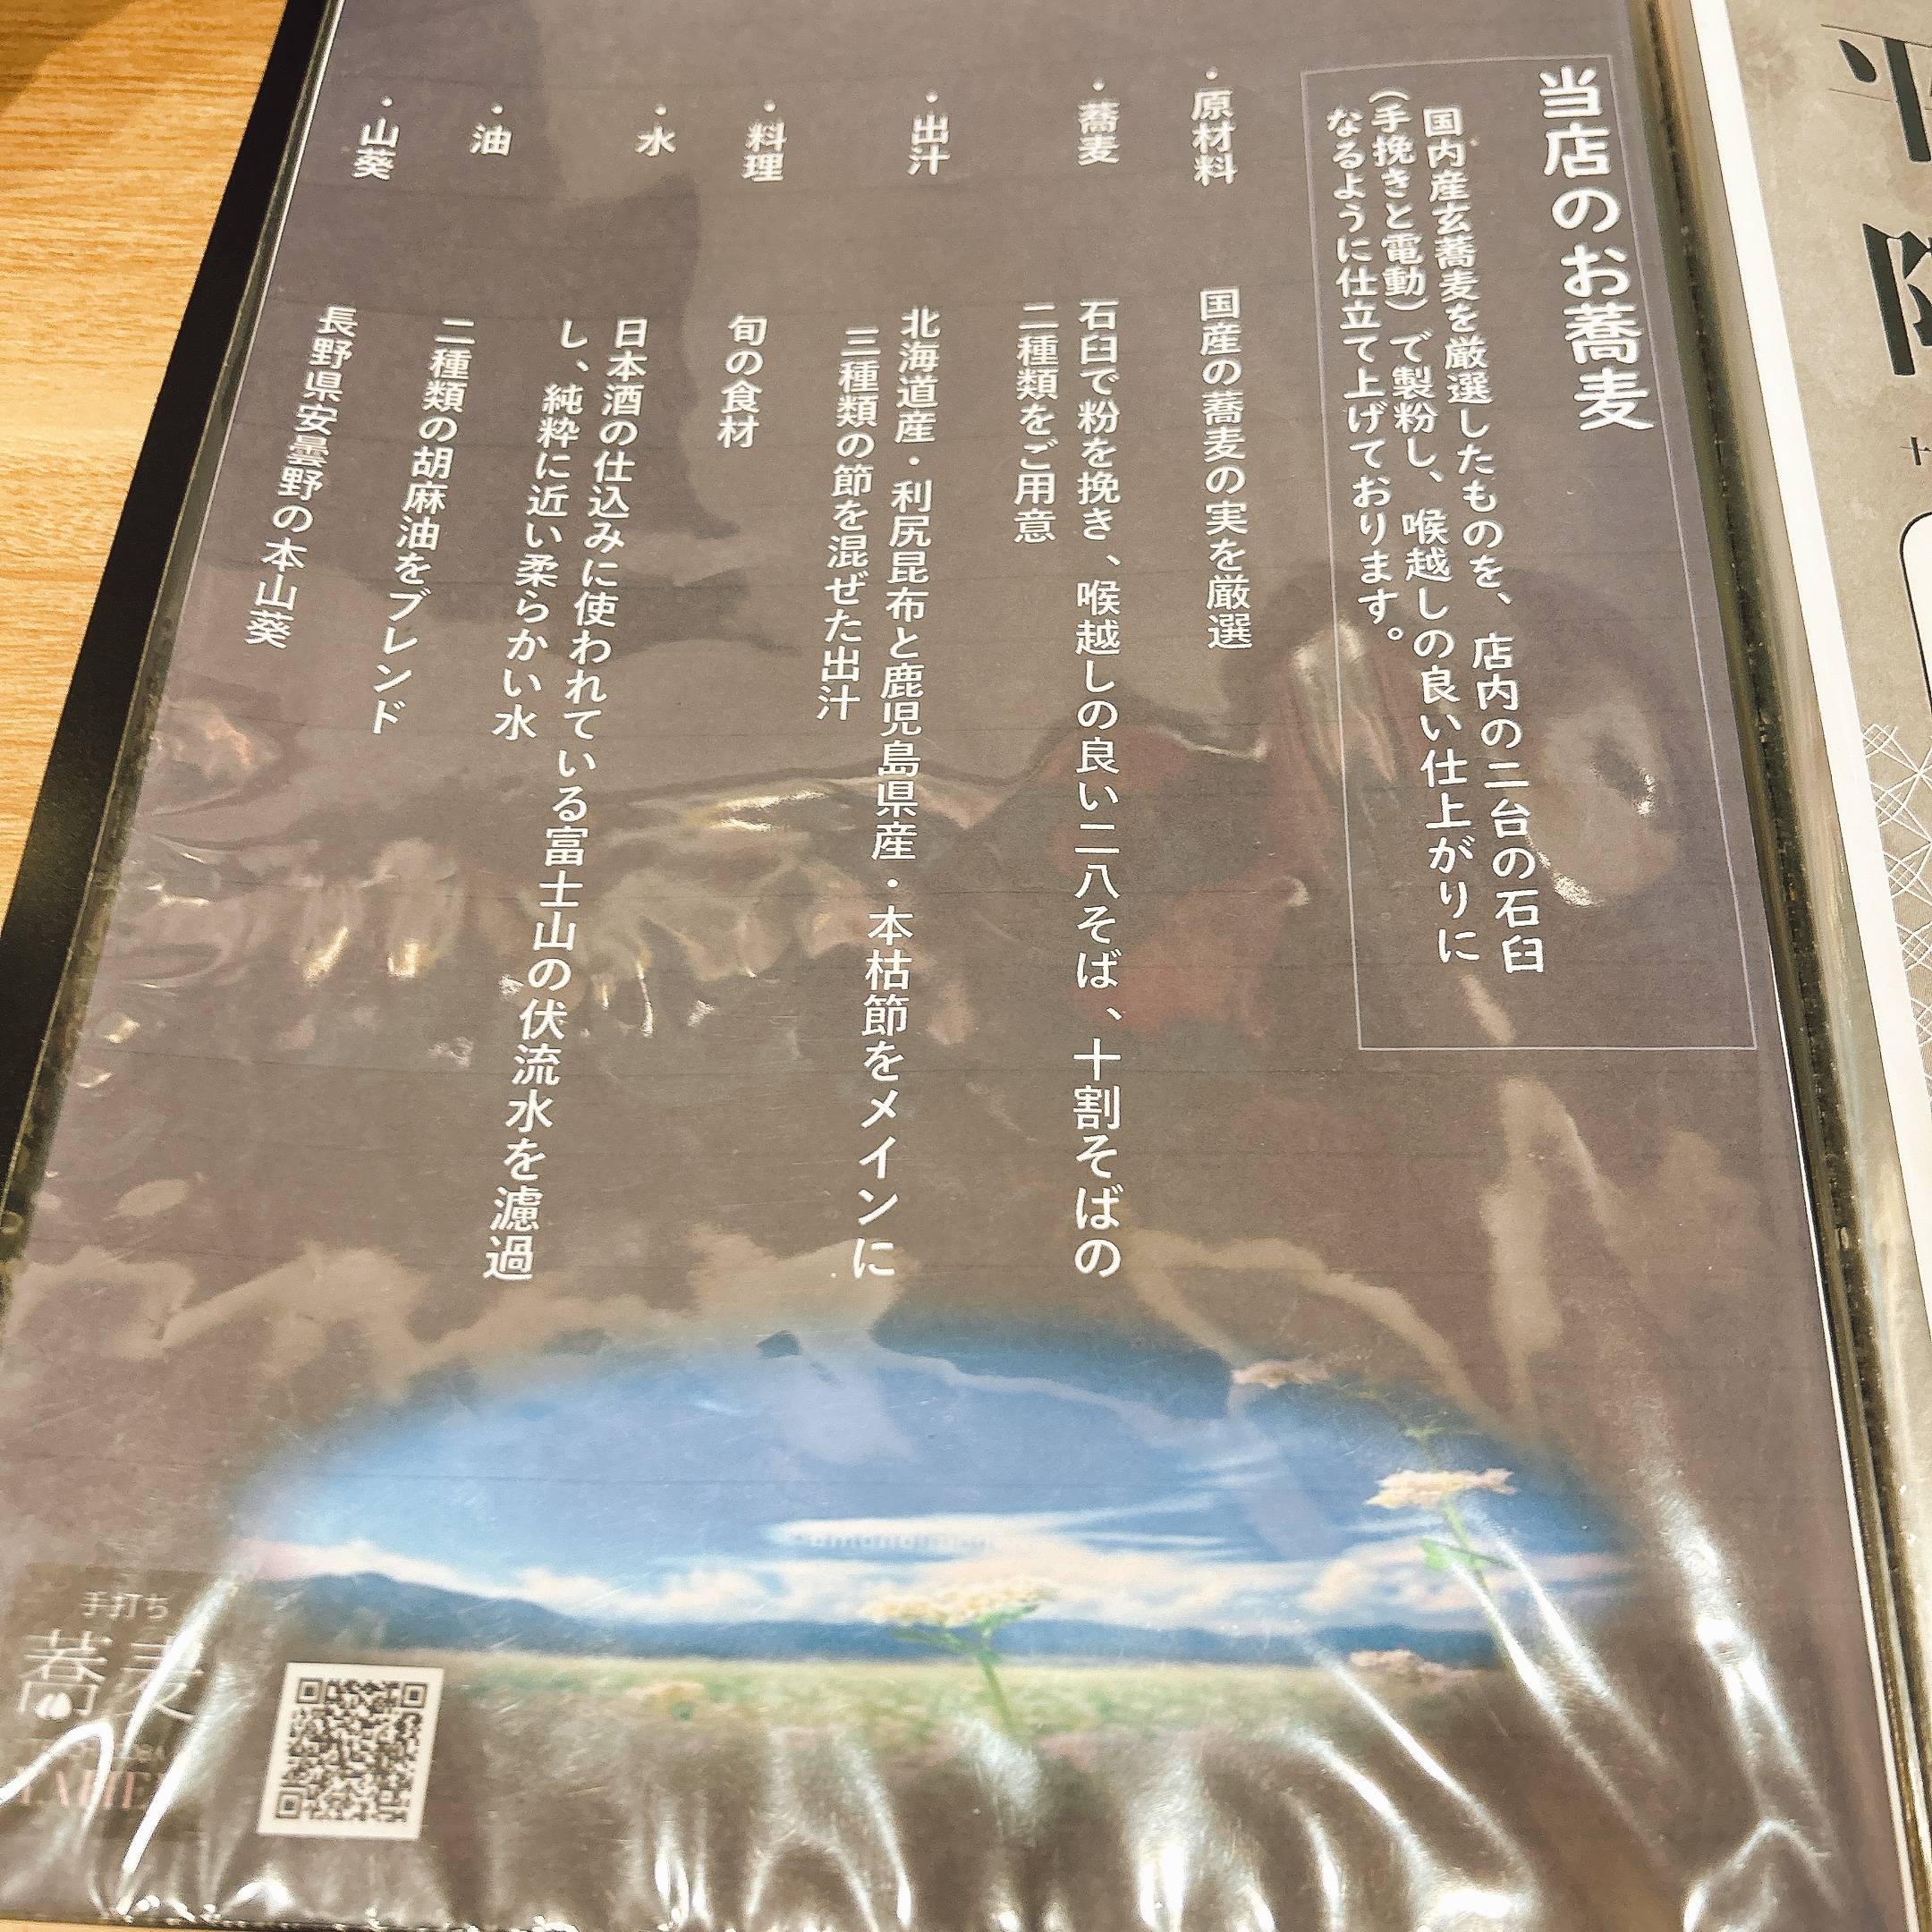 当店のお蕎麦
国内産玄蕎麦を厳選したものを、店内の二台の石臼
（手挽きと電動）で製粉し、喉越しの良い仕上がりに
なるように仕立て上げております。
・原材料　国産の蕎麦の実を厳選
・蕎麦　石臼で粉を挽き、喉越しの良い二八そば、十割そばの
二種類をご用意
・出汁　北海道産・利尻昆布と鹿児島県産・本枯節をメインに
三種類の節を混ぜた出汁
・料理　旬の食材
・水　日本酒の仕込みに使われている富士山の伏流水を濾過
し、純粋に近い柔らかい水
・油　二種類の胡麻油をブレンド
・山葵　長野県安曇野の本山葵
手打ち
蕎麦